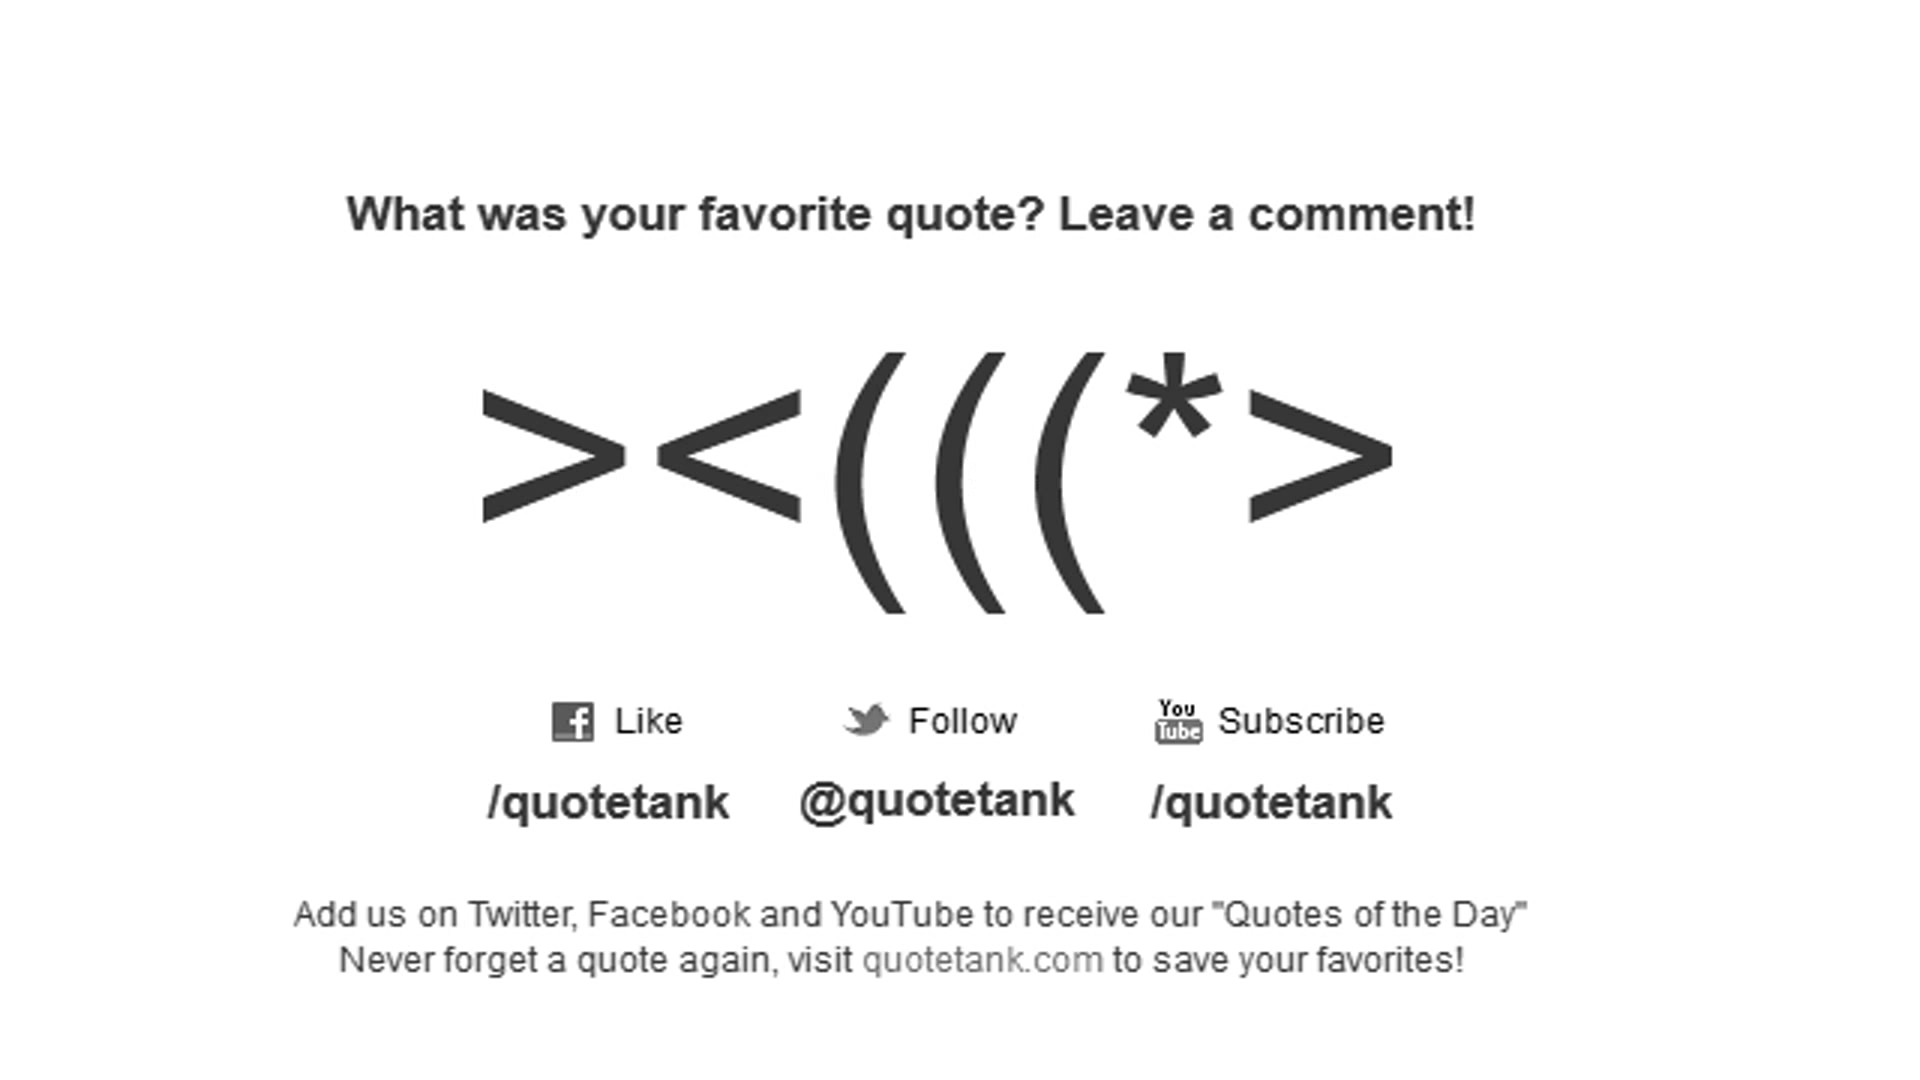 What was your favorite quote? Leave a comment!
><(((*>
f Like Follow You Tube Subscribe
/quotetank @quotetank /quotetank
Add us on Twitter, Facebook and YouTube to receive our "Quotes of the Day"
Never forget a quote again, visit quotetank.com to save your favorites!